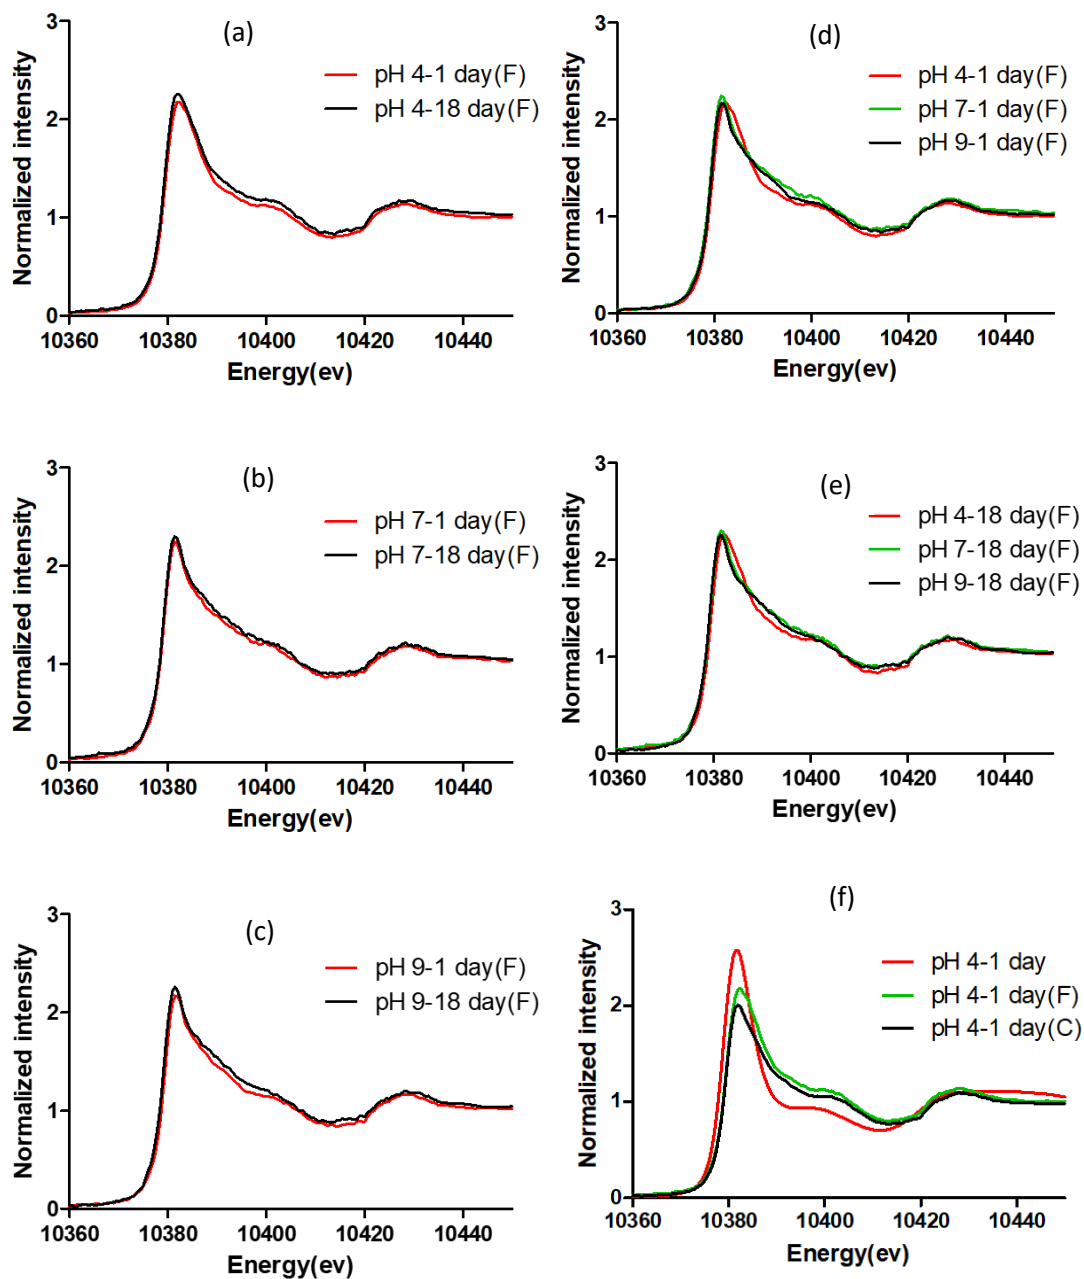 (a)
3
2
1
0
Normalized intensity
pH 4-1 day(F)
pH 4-18 day(F)
10360 10380 10400 10420 10440
Energy(ev)
(d)
3
2
1
0
Normalized intensity
pH 4-1 day(F)
pH 7-1 day(F)
pH 9-1 day(F)
10360 10380 10400 10420 10440
Energy(ev)
(b)
3
2
1
0
Normalized intensity
pH 7-1 day(F)
pH 7-18 day(F)
10360 10380 10400 10420 10440
Energy(ev)
(e)
3
2
1
0
Normalized intensity
pH 4-18 day(F)
pH 7-18 day(F)
pH 9-18 day(F)
10360 10380 10400 10420 10440
Energy(ev)
(c)
3
2
1
0
Normalized intensity
pH 9-1 day(F)
pH 9-18 day(F)
10360 10380 10400 10420 10440
Energy(ev)
(f)
3
2
1
0
Normalized intensity
pH 4-1 day
pH 4-1 day(F)
pH 4-1 day(C)
10360 10380 10400 10420 10440
Energy(ev)